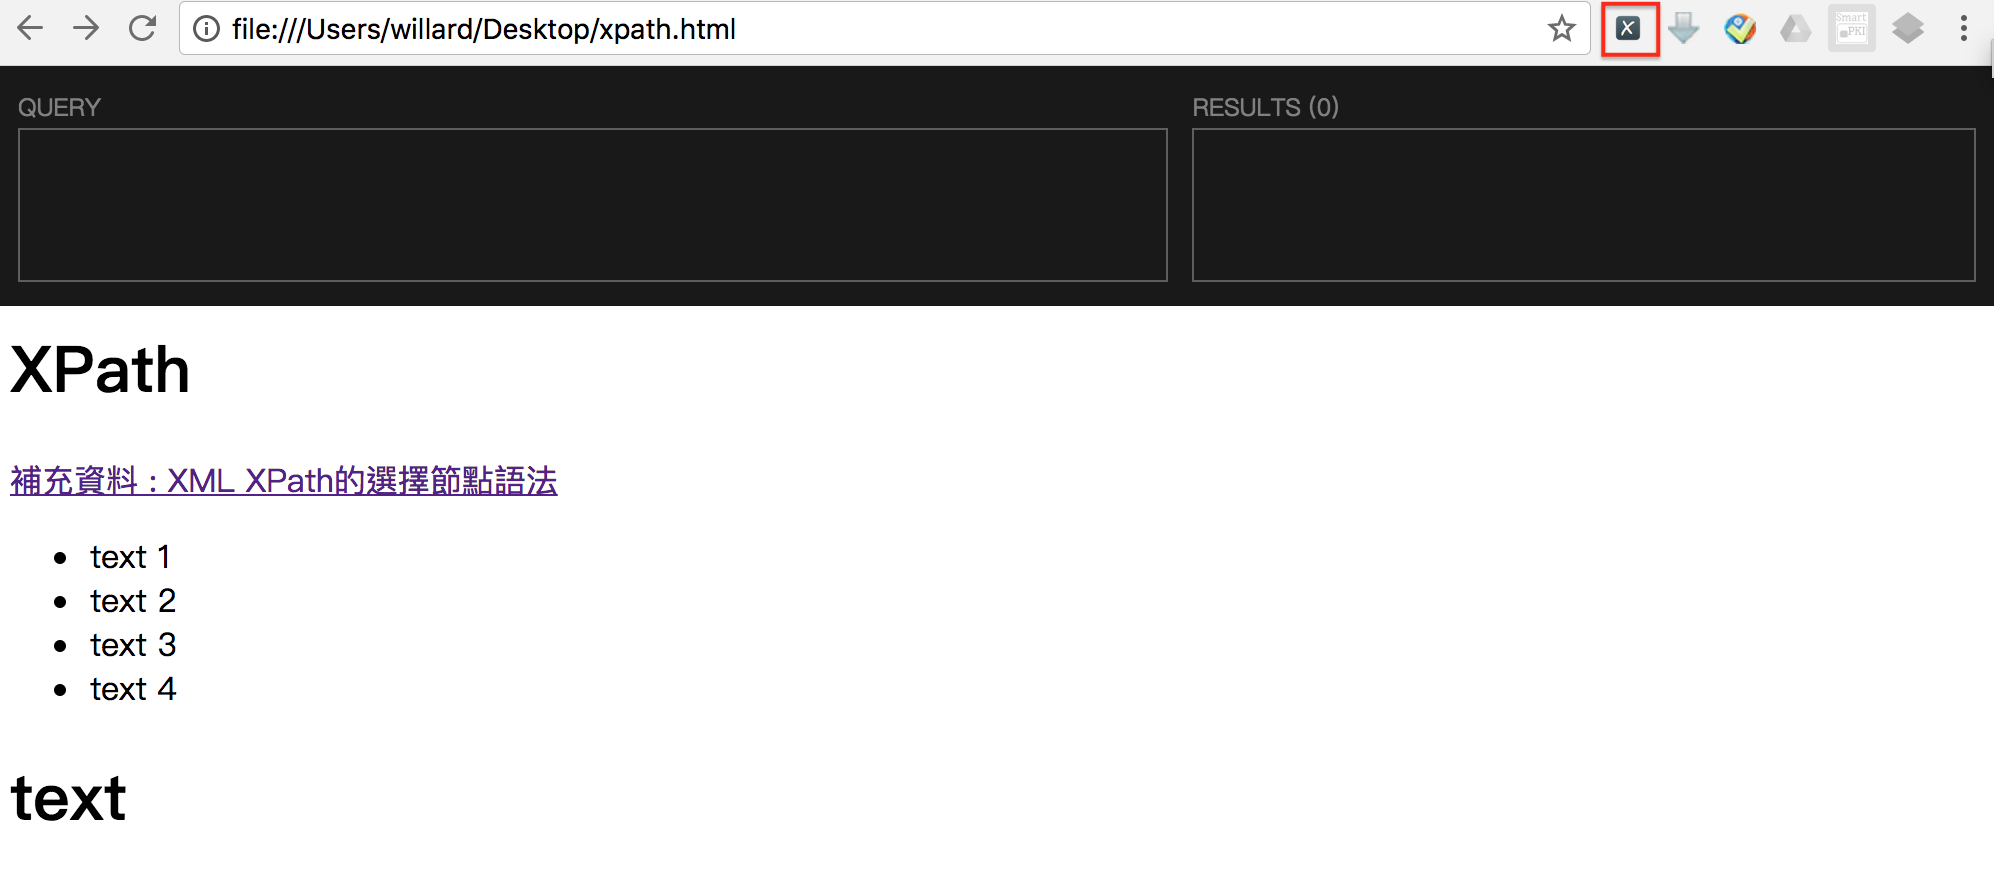 file:///Users/willard/Desktop/xpath.html
X
Smart
PKI
QUERY
RESULTS (0)
XPath
補充資料：XML XPath的選擇節點語法
text 1
text 2
text 3
text 4
text